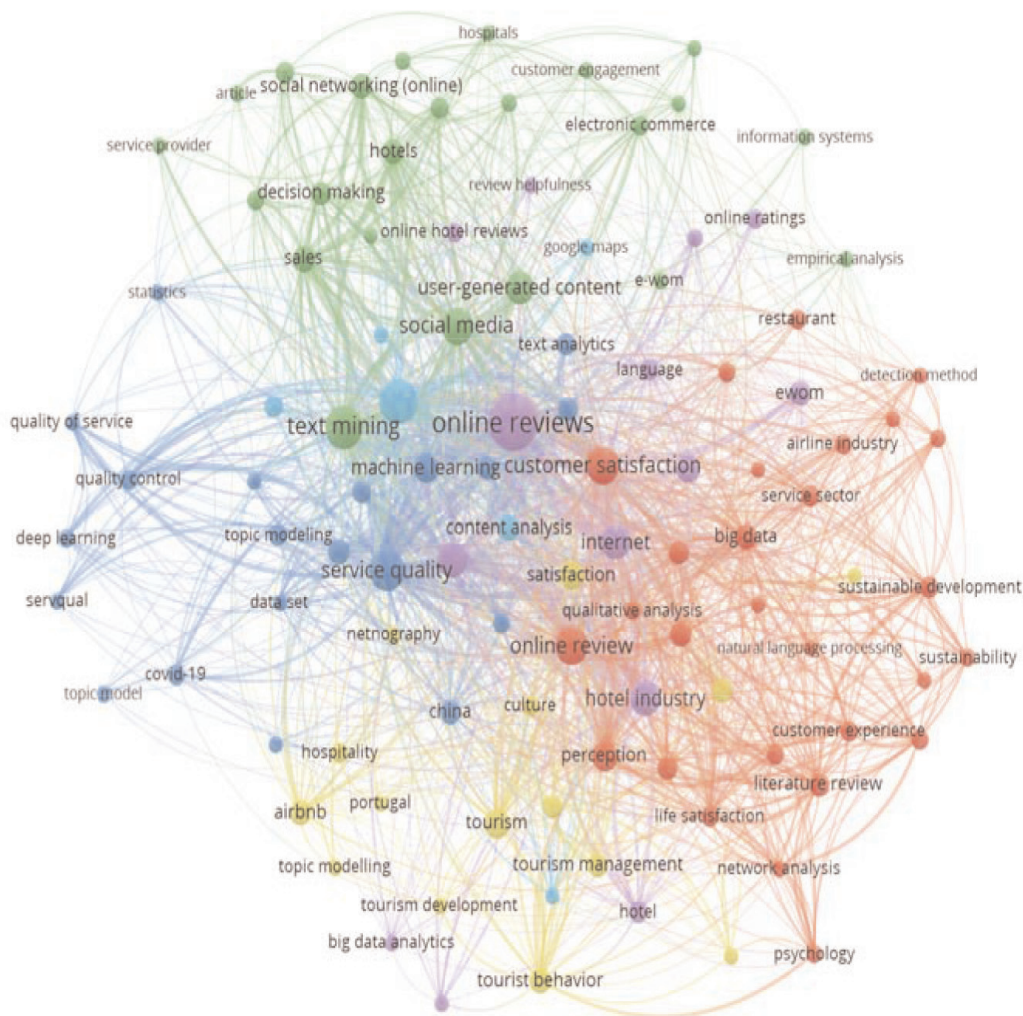 hospitals
customer engagement
social networking (online)
article
electronic commerce
information systems
service provider
hotels
review helpfulness
decision making
online ratings
online hotel reviews
google maps
sales
empirical analysis
e-wom
user-generated content
statistics
restaurant
social media
text analytics
language
detection method
ewom
quality of service
online reviews
text mining
airline industry
machine learning
customer satisfaction
quality control
service sector
content analysis
topic modeling
big data
deep learning
internet
service quality
satisfaction
sustainable development
servqual
data set
qualitative analysis
netnography
online review
natural language processing
sustainability
covid-19
topic model
hotel industry
culture
china
customer experience
hospitality
perception
literature review
portugal
airbnb
life satisfaction
tourism
topic modelling
tourism management
network analysis
tourism development
hotel
big data analytics
psychology
tourist behavior